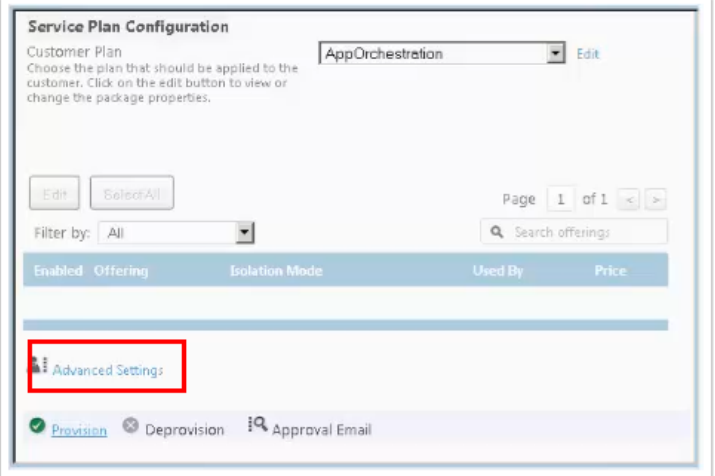 Service Plan Configuration
Customer Plan
AppOrchestration
Edit
Choose the plan that should be applied to the
customer. Click on the edit button to view or
change the package properties.
Edit
Select All
Page 1 of 1 < >
Filter by: All
Search offerings
Enabled Offering Isolation Mode Used By Price
Advanced Settings
Provision Deprovision Approval Email